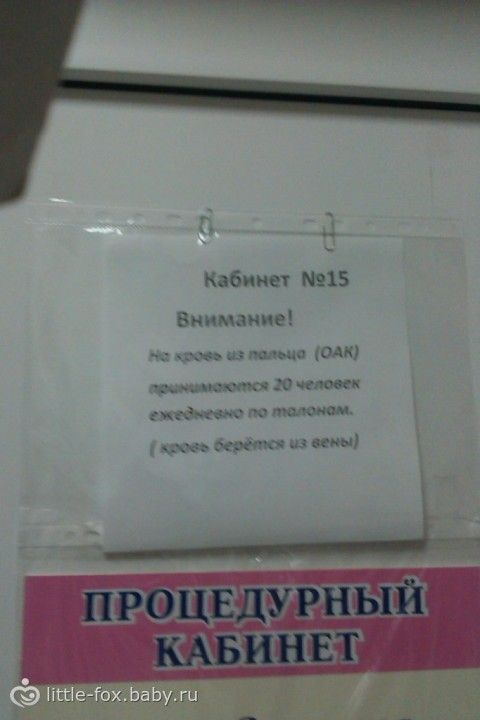 Кабинет №15
Внимание!
На кровь из пальца (ОАК)
принимаются 20 человек
ежедневно по талонам.
( кровь берётся из вены)
ПРОЦЕДУРНЫЙ
КАБИНЕТ
little-fox.baby.ru